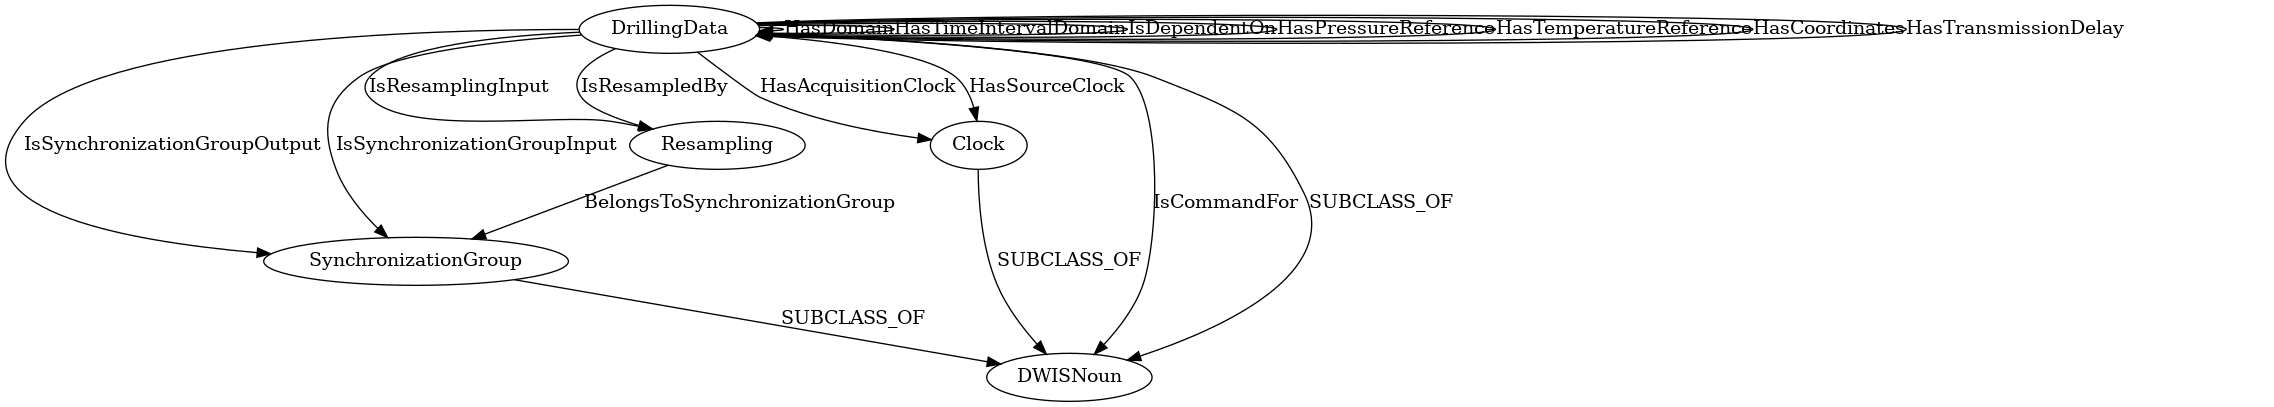 DrillingData
HasDomain
HasTimeIntervalDomain
IsDependentOn
HasPressureReference
HasTemperatureReference
HasCoordinates
HasTransmissionDelay
IsResamplingInput
IsResampledBy
HasAcquisitionClock
HasSourceClock
IsSynchronizationGroupOutput
IsSynchronizationGroupInput
Resampling
Clock
BelongsToSynchronizationGroup
IsCommandFor
SUBCLASS_OF
SynchronizationGroup
SUBCLASS_OF
SUBCLASS_OF
DWISNoun